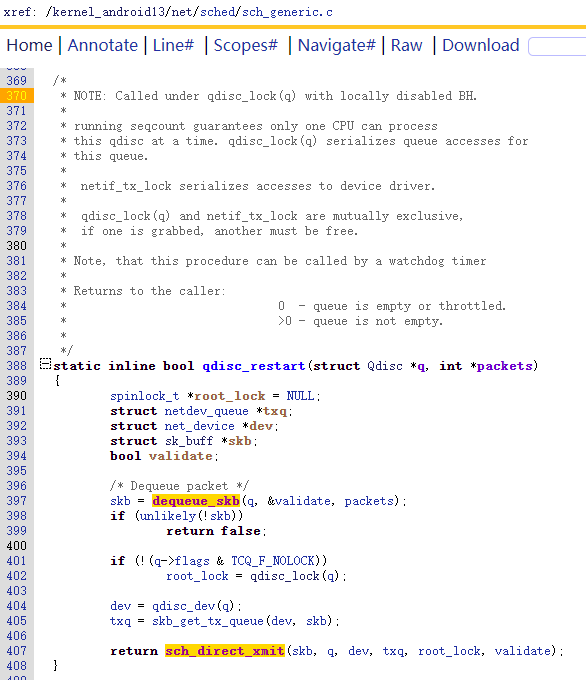 xref: /kernel_android13/net/sched/sch_generic.c
Home | Annotate | Line# | Scopes# | Navigate# | Raw | Download
369 /*
370  * NOTE: Called under qdisc_lock(q) with locally disabled BH.
371  *
372  * running seqcount guarantees only one CPU can process
373  * this qdisc at a time. qdisc_lock(q) serializes queue accesses for
374  * this queue.
375  *
376  *  netif_tx_lock serializes accesses to device driver.
377  *
378  *  qdisc_lock(q) and netif_tx_lock are mutually exclusive,
379  *  if one is grabbed, another must be free.
380  *
381  * Note, that this procedure can be called by a watchdog timer
382  *
383  * Returns to the caller:
384  *                              0  - queue is empty or throttled.
385  *                              >0 - queue is not empty.
386  *
387  */
388 static inline bool qdisc_restart(struct Qdisc *q, int *packets)
389 {
390         spinlock_t *root_lock = NULL;
391         struct netdev_queue *txq;
392         struct net_device *dev;
393         struct sk_buff *skb;
394         bool validate;
395
396         /* Dequeue packet */
397         skb = dequeue_skb(q, &validate, packets);
398         if (unlikely(!skb))
399                 return false;
400
401         if (!(q->flags & TCQ_F_NOLOCK))
402                 root_lock = qdisc_lock(q);
403
404         dev = qdisc_dev(q);
405         txq = skb_get_tx_queue(dev, skb);
406
407         return sch_direct_xmit(skb, q, dev, txq, root_lock, validate);
408 }